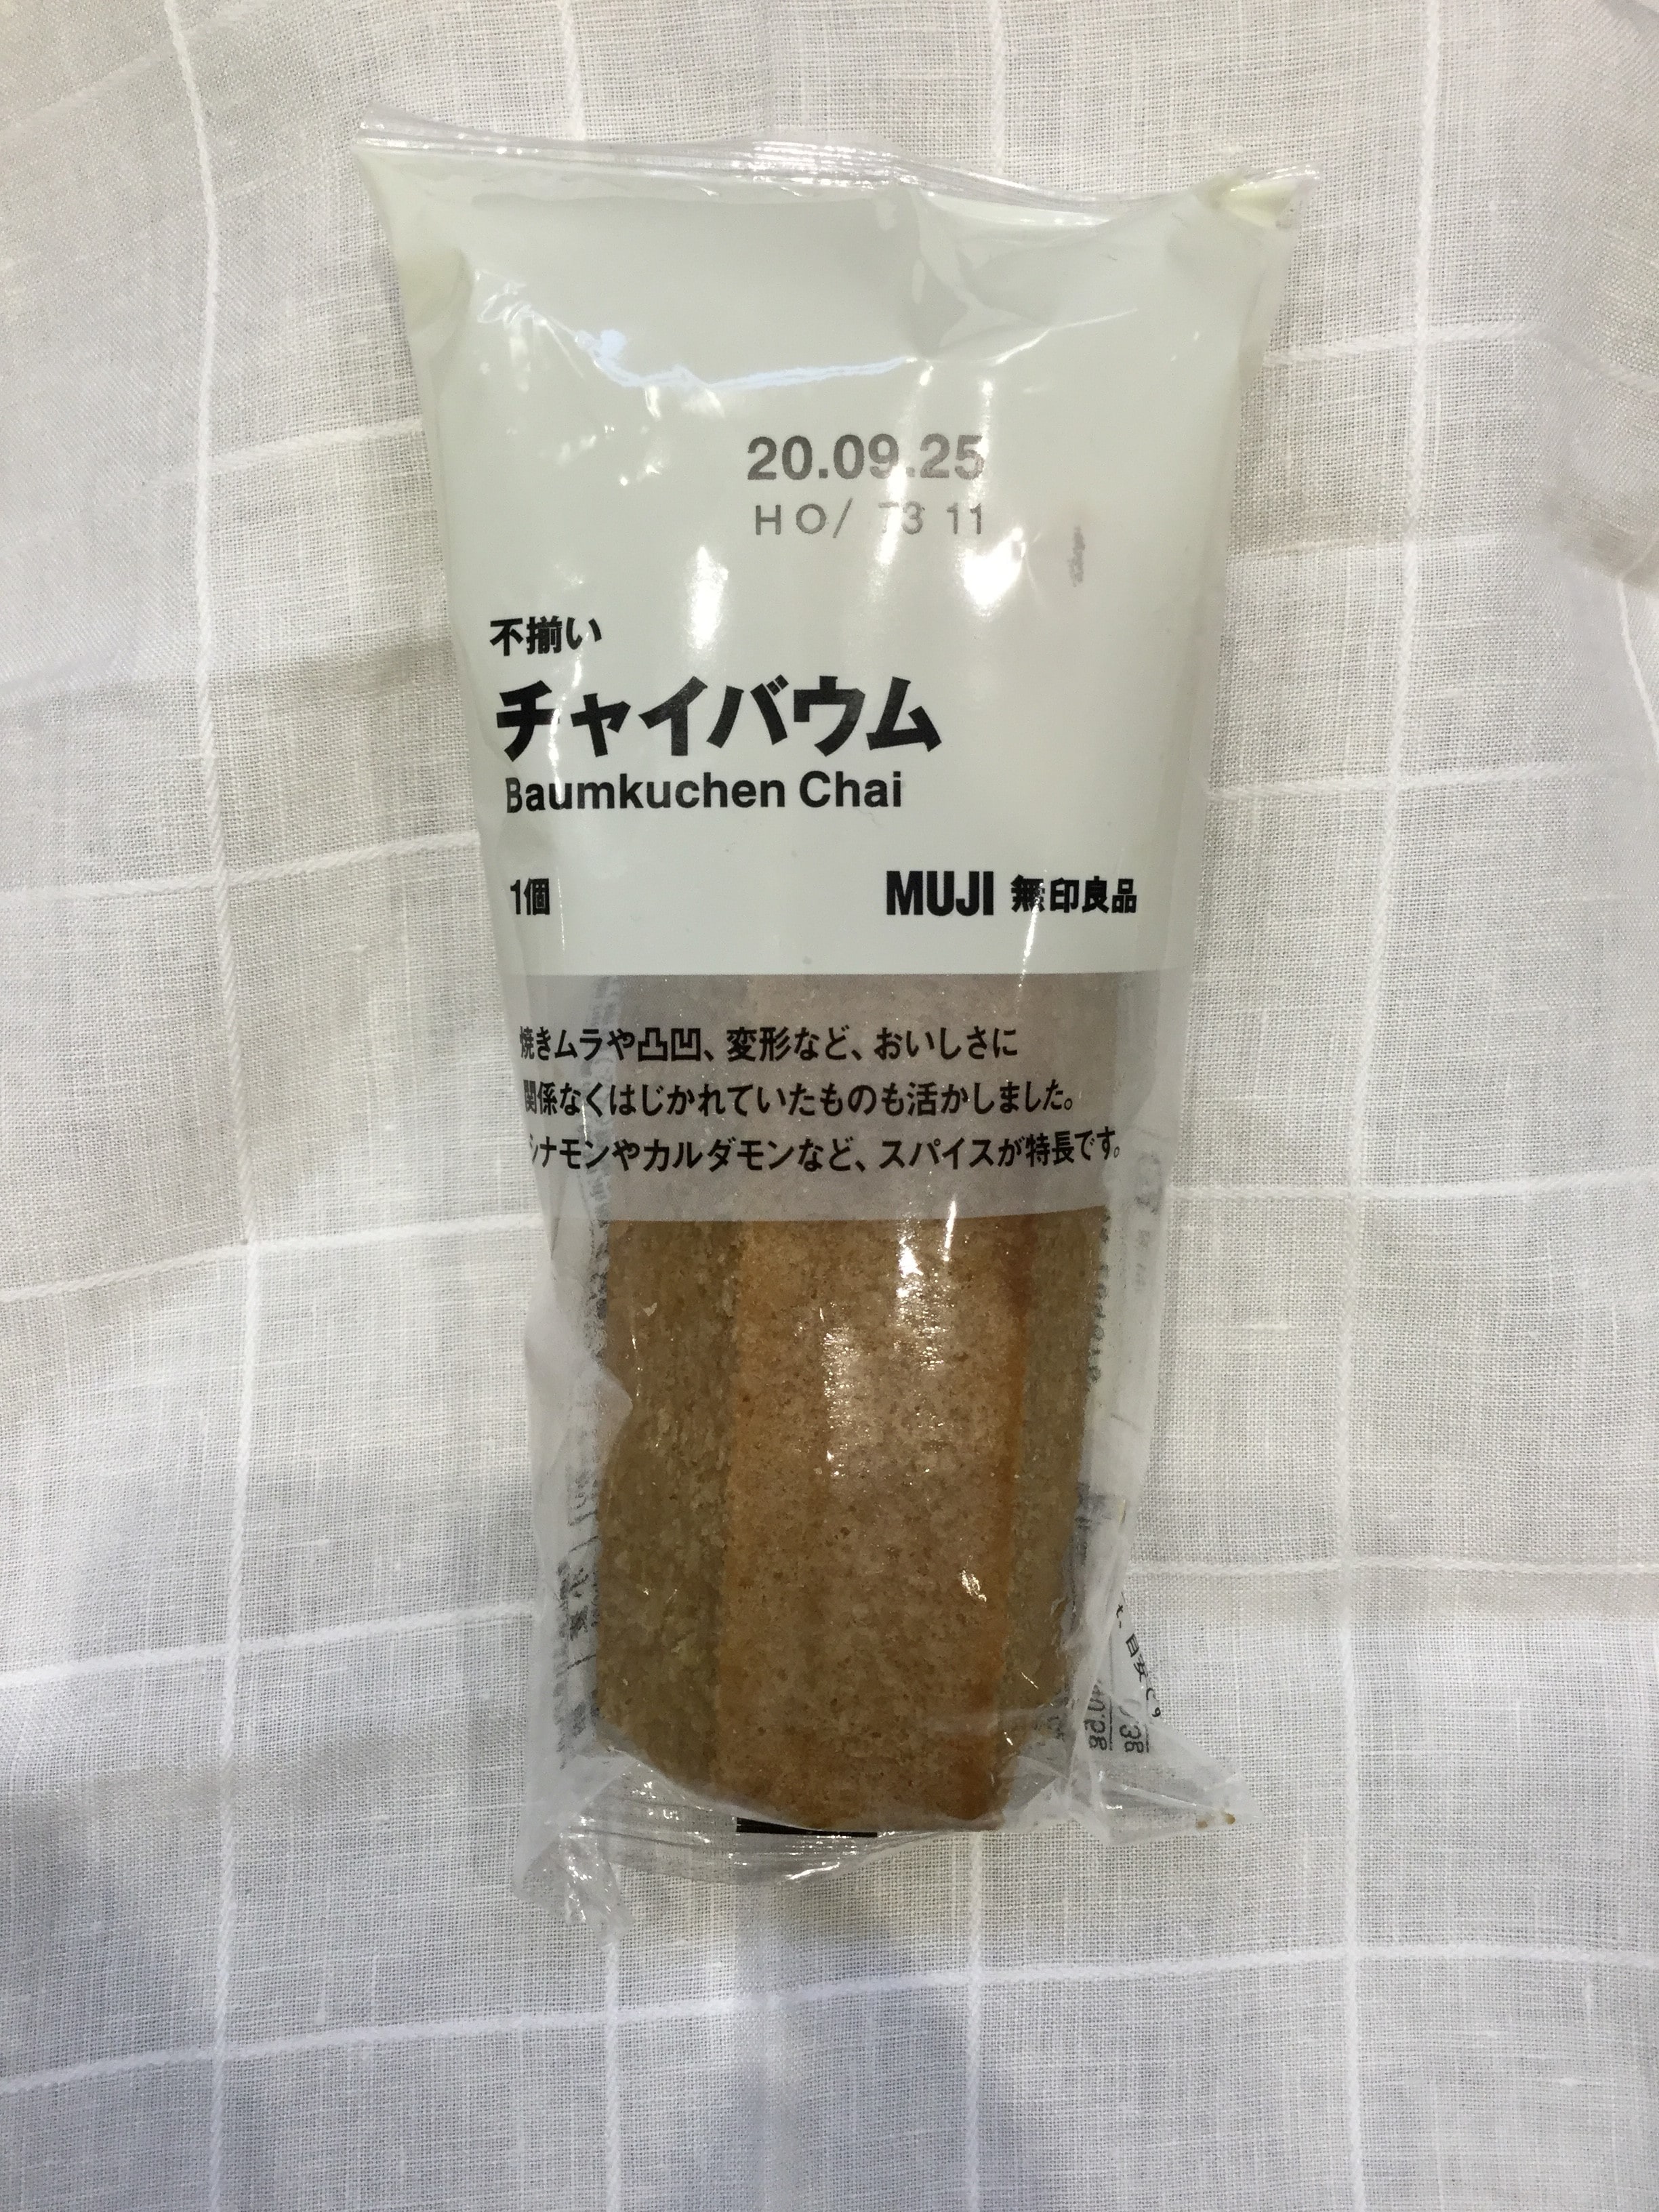 20.09.25
HO/ 73 11
不揃い
チャイバウム
Baumkuchen Chai
1個
MUJI 無印良品
焼きムラや凸凹、変形など、おいしさに
関係なくはじかれていたものも活かしました。
シナモンやカルダモンなど、スパイスが特長です。